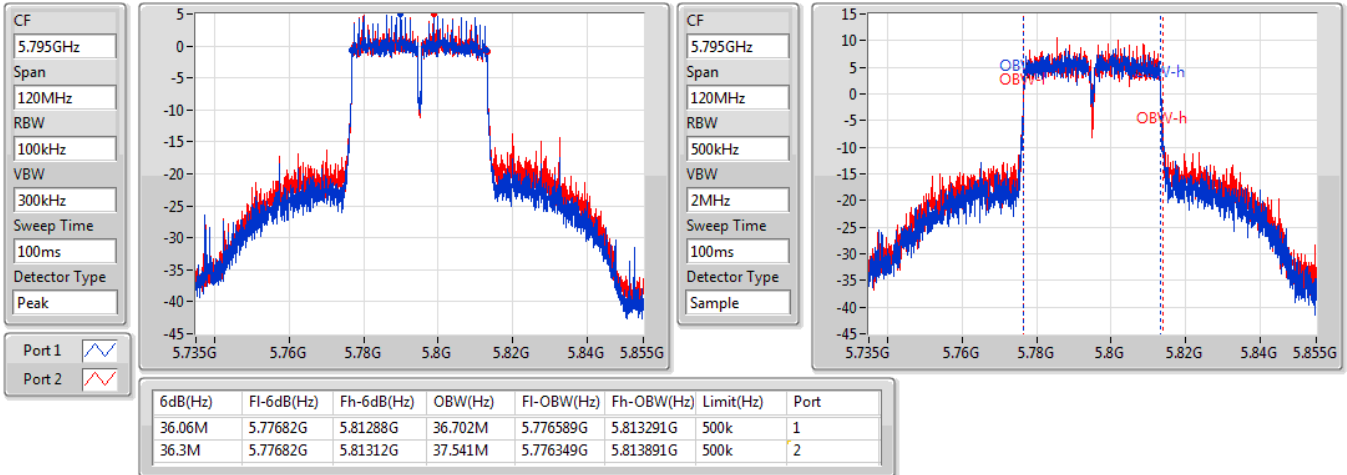 CF
5.795GHz
Span
120MHz
RBW
100kHz
VBW
300kHz
Sweep Time
100ms
Detector Type
Peak
Port 1
Port 2
5
0
-5
-10
-15
-20
-25
-30
-35
-40
-45
5.735G 5.76G 5.78G 5.8G 5.82G 5.84G 5.855G
CF
5.795GHz
Span
120MHz
RBW
500kHz
VBW
2MHz
Sweep Time
100ms
Detector Type
Sample
15
10
5
0
-5
-10
-15
-20
-25
-30
-35
-40
-45
OBW-h
5.735G 5.76G 5.78G 5.8G 5.82G 5.84G 5.855G
6dB(Hz) Fl-6dB(Hz) Fh-6dB(Hz) OBW(Hz) Fl-OBW(Hz) Fh-OBW(Hz) Limit(Hz) Port
36.06M 5.77682G 5.81288G 36.702M 5.776589G 5.813291G 500k 1
36.3M 5.77682G 5.81312G 37.541M 5.776349G 5.813891G 500k 2